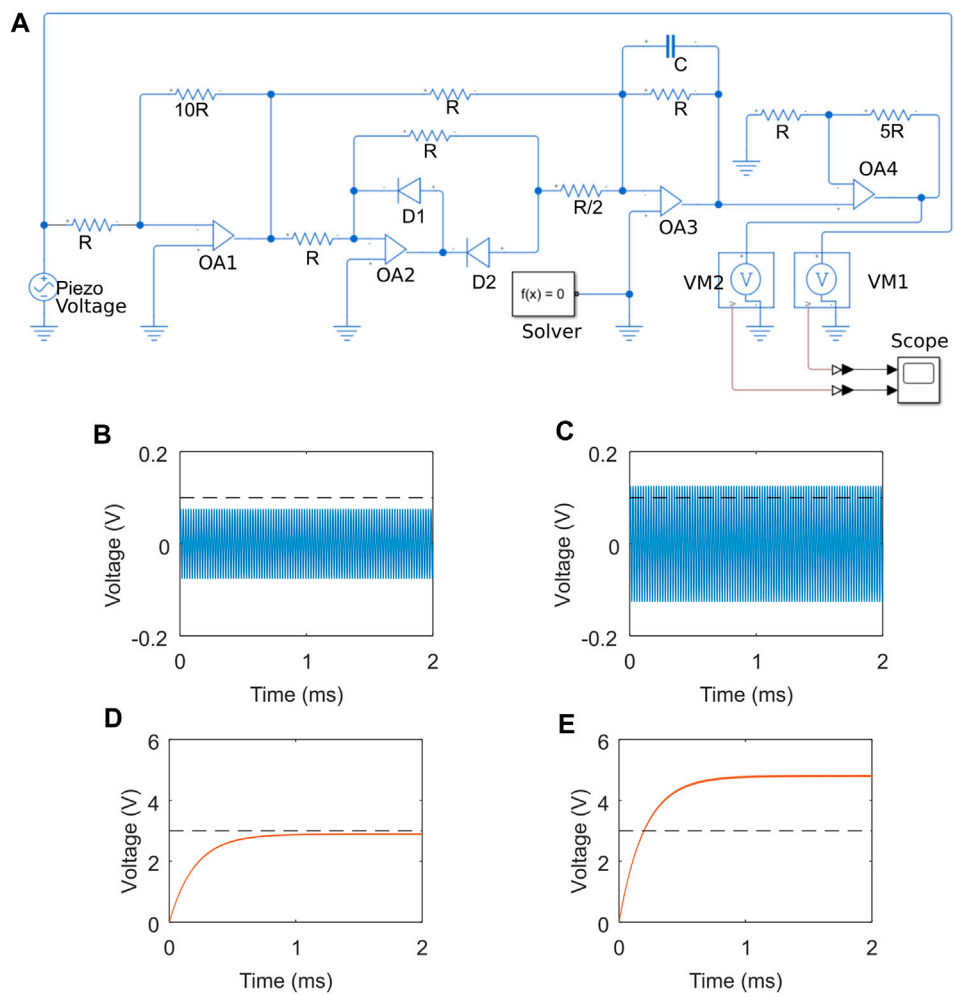 A
10R
R
C
R
R
R
5R
R
D1
R/2
OA4
OA3
R
OA1
R
OA2
D2
Piezo
Voltage
f(x) = 0
Solver
VM2
V
V
VM1
Scope
B
C
0.2
0
-0.2
Voltage (V)
0 1 2
Time (ms)
0.2
0
-0.2
Voltage (V)
0 1 2
Time (ms)
D
E
6
4
2
0
Voltage (V)
0 1 2
Time (ms)
6
4
2
0
Voltage (V)
0 1 2
Time (ms)